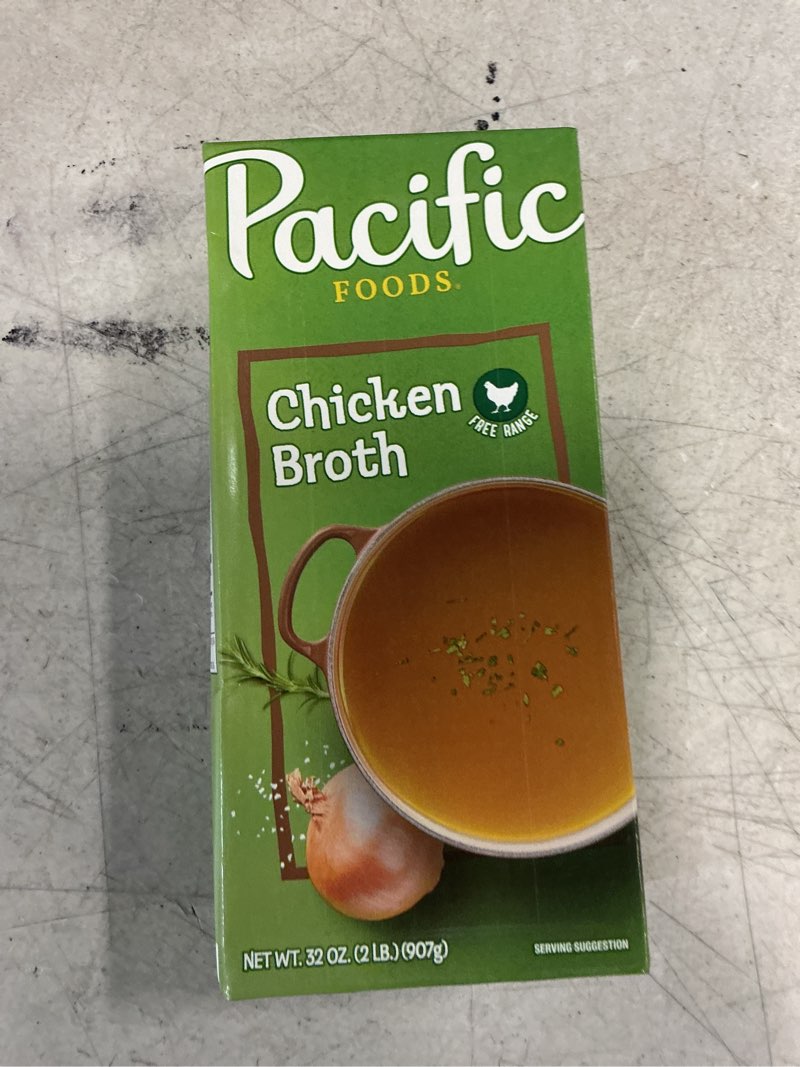 Pacific
FOODS®
Chicken
Broth
FREE RANGE
NET WT. 32 OZ. (2 LB.) (907g)
SERVING SUGGESTION